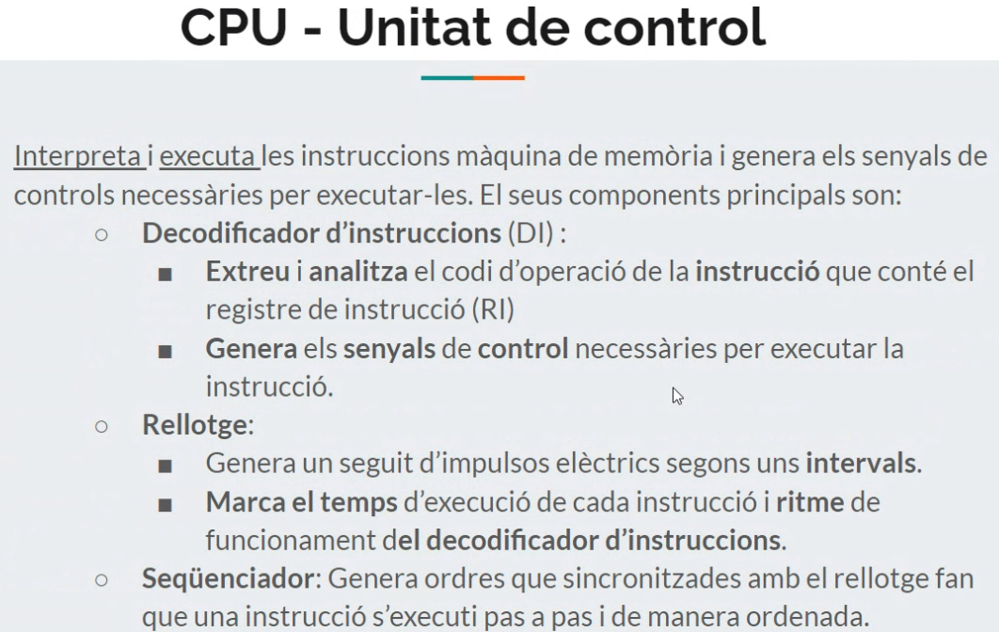 CPU - Unitat de control
Interpreta i executa les instruccions màquina de memòria i genera els senyals de
controls necessàries per executar-les. El seus components principals son:
○ Decodificador d’instruccions (DI) :
■ Extreu i analitza el codi d’operació de la instrucció que conté el
registre de instrucció (RI)
■ Genera els senyals de control necessàries per executar la
instrucció.
○ Rellotge:
■ Genera un seguit d’impulsos elèctrics segons uns intervals.
■ Marca el temps d’execució de cada instrucció i ritme de
funcionament del decodificador d’instruccions.
○ Seqüenciador: Genera ordres que sincronitzades amb el rellotge fan
que una instrucció s’executi pas a pas i de manera ordenada.